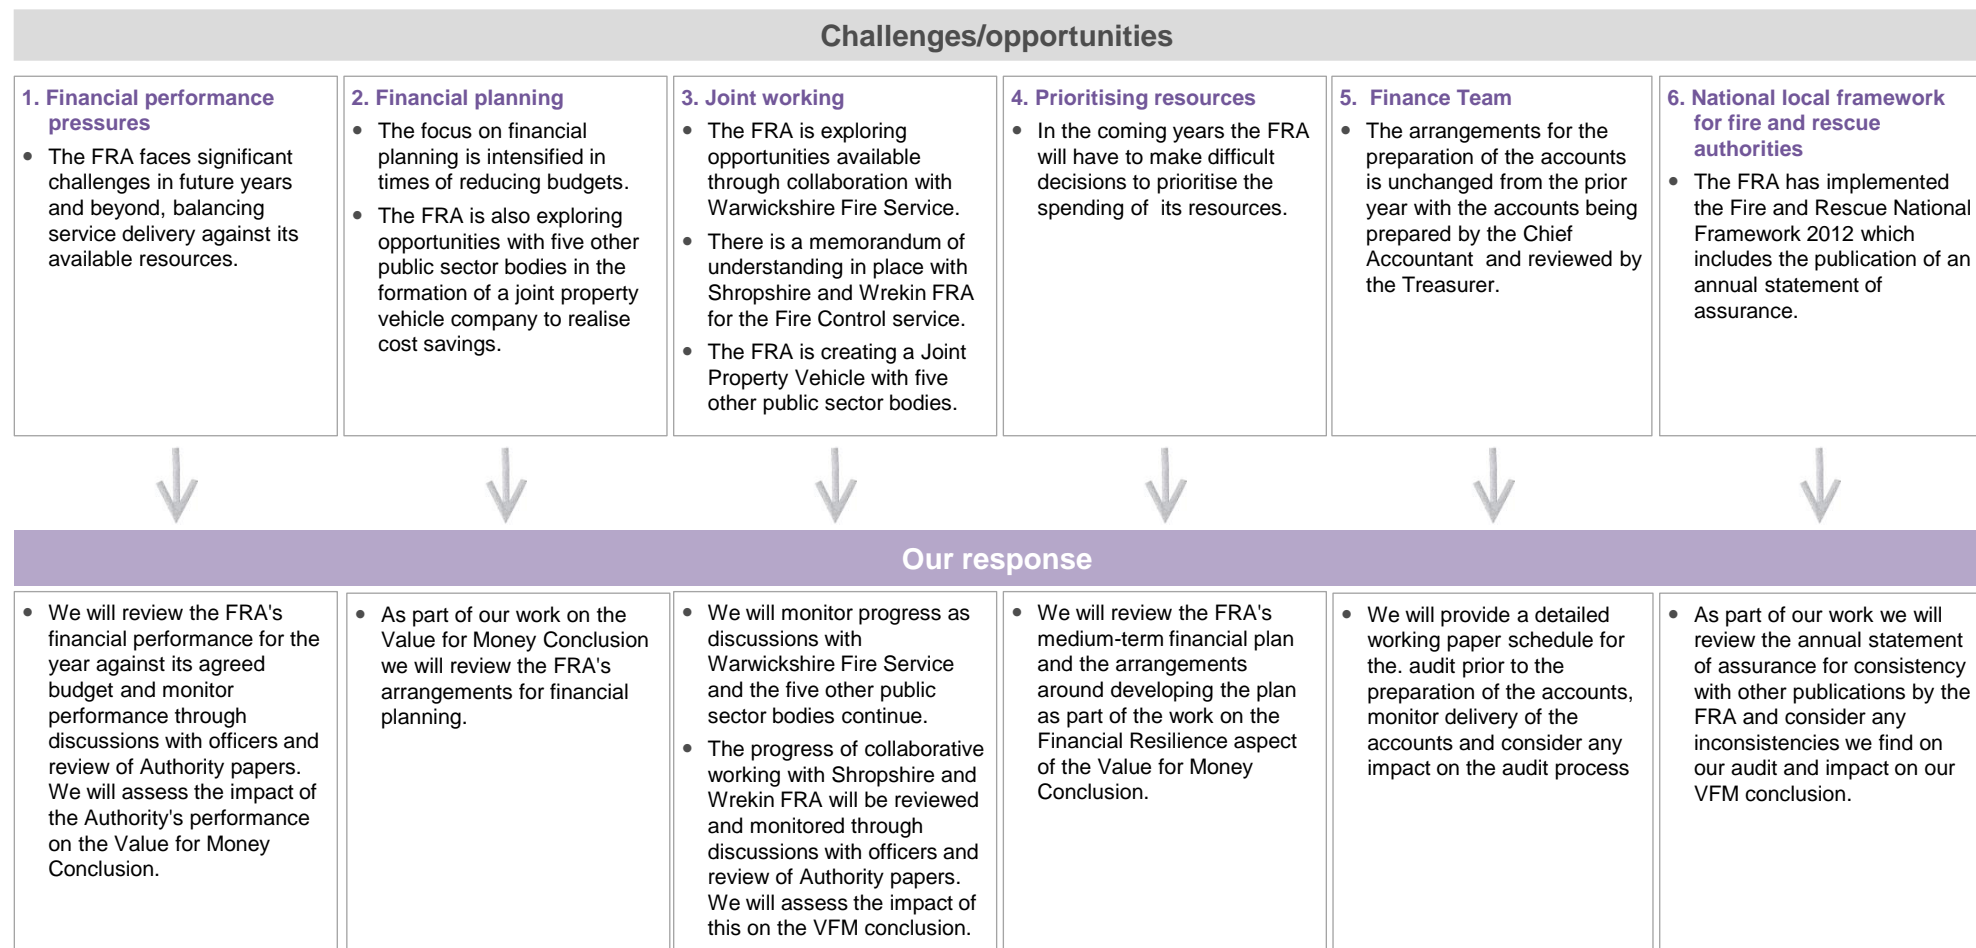 Challenges/opportunities
1. Financial performance
pressures
• The FRA faces significant
challenges in future years
and beyond, balancing
service delivery against its
available resources.
2. Financial planning
• The focus on financial
planning is intensified in
times of reducing budgets.
• The FRA is also exploring
opportunities with five other
public sector bodies in the
formation of a joint property
vehicle company to realise
cost savings.
3. Joint working
• The FRA is exploring
opportunities available
through collaboration with
Warwickshire Fire Service.
• There is a memorandum of
understanding in place with
Shropshire and Wrekin FRA
for the Fire Control service.
• The FRA is creating a Joint
Property Vehicle with five
other public sector bodies.
4. Prioritising resources
• In the coming years the FRA
will have to make difficult
decisions to prioritise the
spending of its resources.
5. Finance Team
• The arrangements for the
preparation of the accounts
is unchanged from the prior
year with the accounts being
prepared by the Chief
Accountant and reviewed by
the Treasurer.
6. National local framework
for fire and rescue
authorities
• The FRA has implemented
the Fire and Rescue National
Framework 2012 which
includes the publication of an
annual statement of
assurance.
Our response
• We will review the FRA's
financial performance for the
year against its agreed
budget and monitor
performance through
discussions with officers and
review of Authority papers.
We will assess the impact of
the Authority's performance
on the Value for Money
Conclusion.
• As part of our work on the
Value for Money Conclusion
we will review the FRA's
arrangements for financial
planning.
• We will monitor progress as
discussions with
Warwickshire Fire Service
and the five other public
sector bodies continue.
• The progress of collaborative
working with Shropshire and
Wrekin FRA will be reviewed
and monitored through
discussions with officers and
review of Authority papers.
We will assess the impact of
this on the VFM conclusion.
• We will review the FRA's
medium-term financial plan
and the arrangements
around developing the plan
as part of the work on the
Financial Resilience aspect
of the Value for Money
Conclusion.
• We will provide a detailed
working paper schedule for
the. audit prior to the
preparation of the accounts,
monitor delivery of the
accounts and consider any
impact on the audit process
• As part of our work we will
review the annual statement
of assurance for consistency
with other publications by the
FRA and consider any
inconsistencies we find on
our audit and impact on our
VFM conclusion.